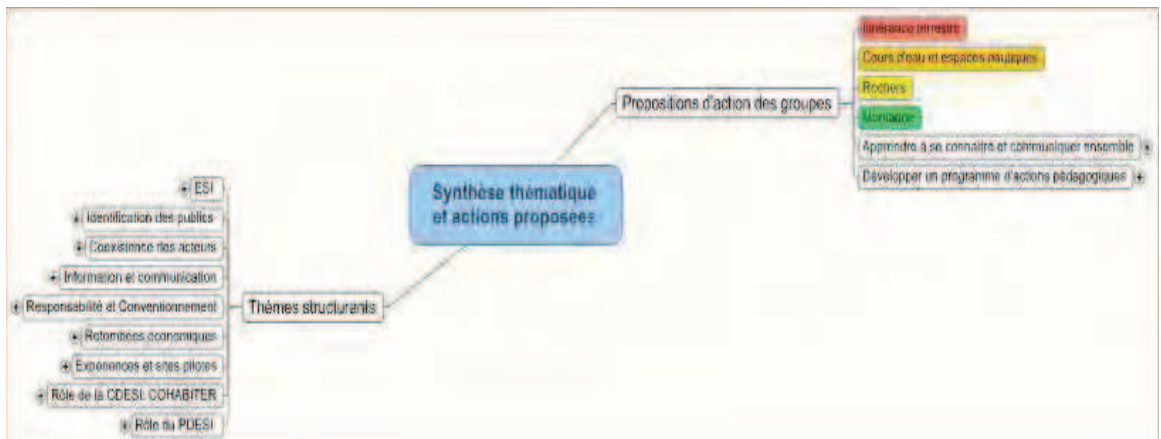 Synthèse thématique
et actions proposées
Propositions d'action des groupes
Itinérance terrestre
Cours d'eau et espaces nautiques
Rochers
Montagne
Apprendre à se connaître et communiquer ensemble
Développer un programme d'actions pédagogiques
Thèmes structurants
ESI
Identification des publics
Coexistence des acteurs
Information et communication
Responsabilité et Conventionnement
Retombées économiques
Expériences et sites pilotes
Rôle de la CDESI: COHABITER
Rôle du PDESI